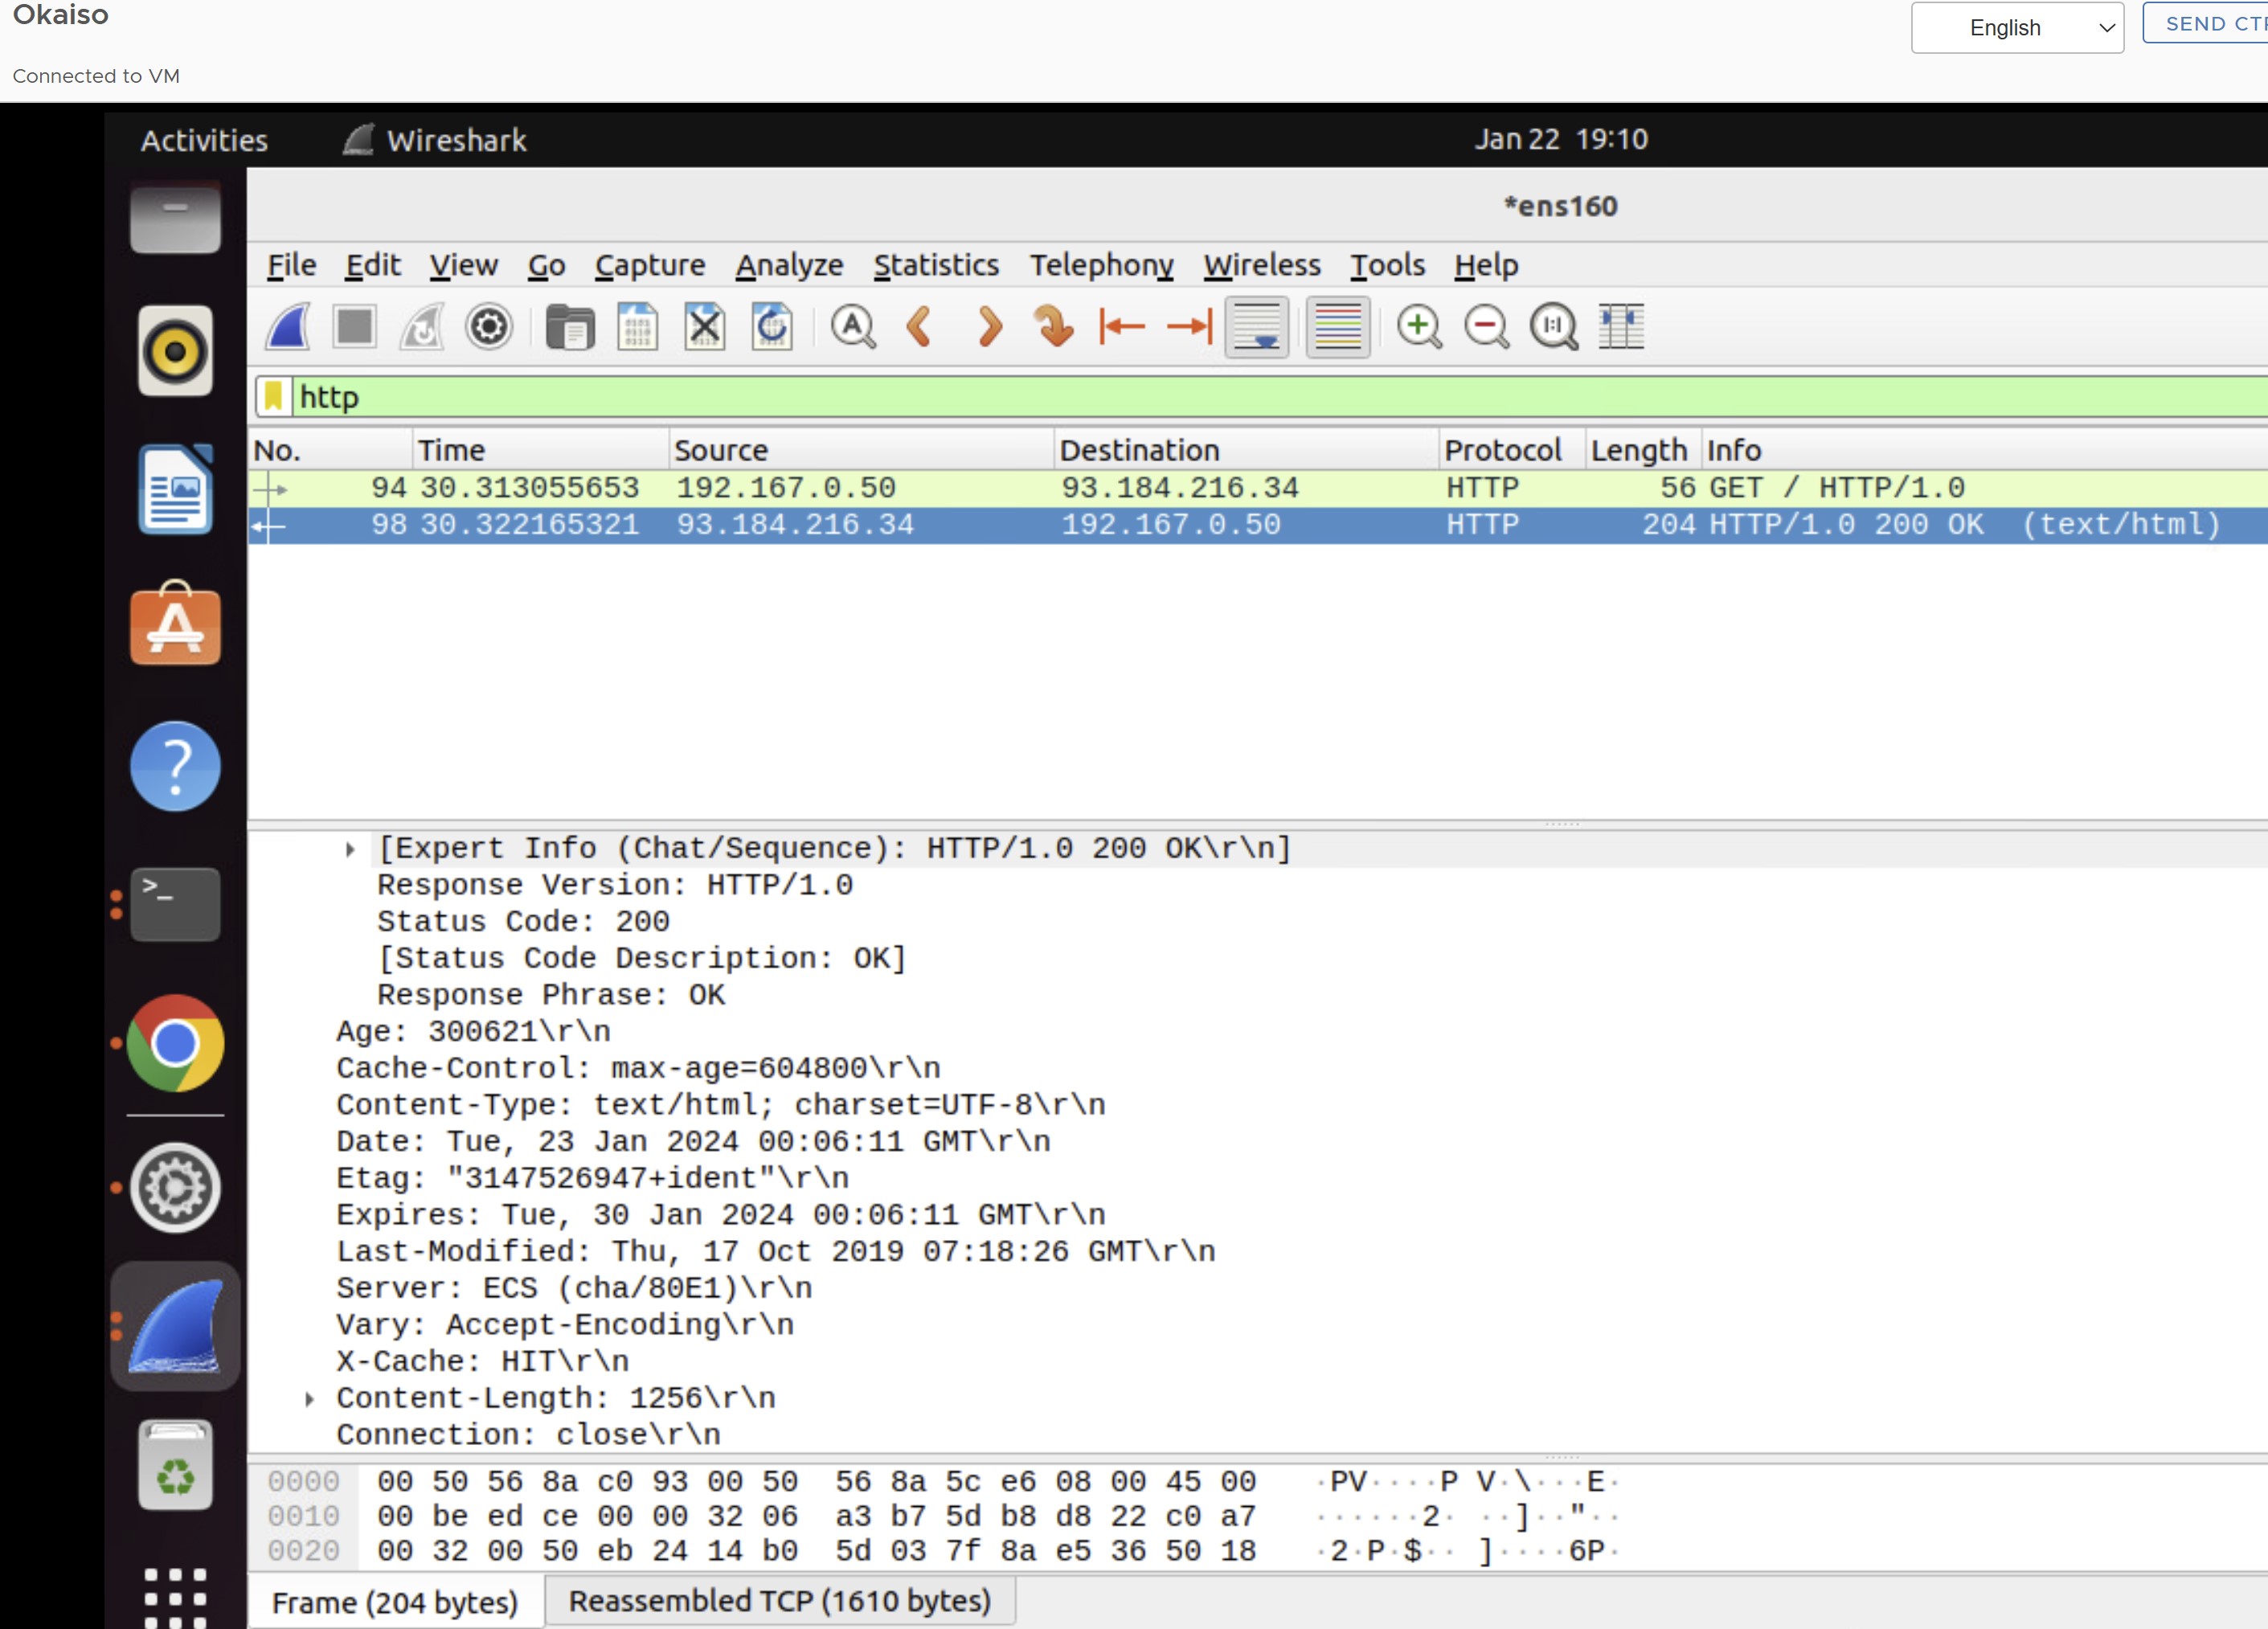 Okaiso
English
SEND CTR
Connected to VM
Activities
Wireshark
Jan 22 19:10
*ens160
File Edit View Go Capture Analyze Statistics Telephony Wireless Tools Help
http
No. Time Source Destination Protocol Length Info
94 30.313055653 192.167.0.50 93.184.216.34 HTTP 56 GET / HTTP/1.0
98 30.322165321 93.184.216.34 192.167.0.50 HTTP 204 HTTP/1.0 200 OK (text/html)
[Expert Info (Chat/Sequence): HTTP/1.0 200 OK\r\n]
Response Version: HTTP/1.0
Status Code: 200
[Status Code Description: OK]
Response Phrase: OK
Age: 300621\r\n
Cache-Control: max-age=604800\r\n
Content-Type: text/html; charset=UTF-8\r\n
Date: Tue, 23 Jan 2024 00:06:11 GMT\r\n
Etag: "3147526947+ident"\r\n
Expires: Tue, 30 Jan 2024 00:06:11 GMT\r\n
Last-Modified: Thu, 17 Oct 2019 07:18:26 GMT\r\n
Server: ECS (cha/80E1)\r\n
Vary: Accept-Encoding\r\n
X-Cache: HIT\r\n
Content-Length: 1256\r\n
Connection: close\r\n
0000 00 50 56 8a c0 93 00 50 56 8a 5c e6 08 00 45 00 ·PV····P V·\···E·
0010 00 be ed ce 00 00 32 06 a3 b7 5d b8 d8 22 c0 a7 ······2· ··]··"··
0020 00 32 00 50 eb 24 14 b0 5d 03 7f 8a e5 36 50 18 ·2·P·$·· ]····6P·
Frame (204 bytes)
Reassembled TCP (1610 bytes)